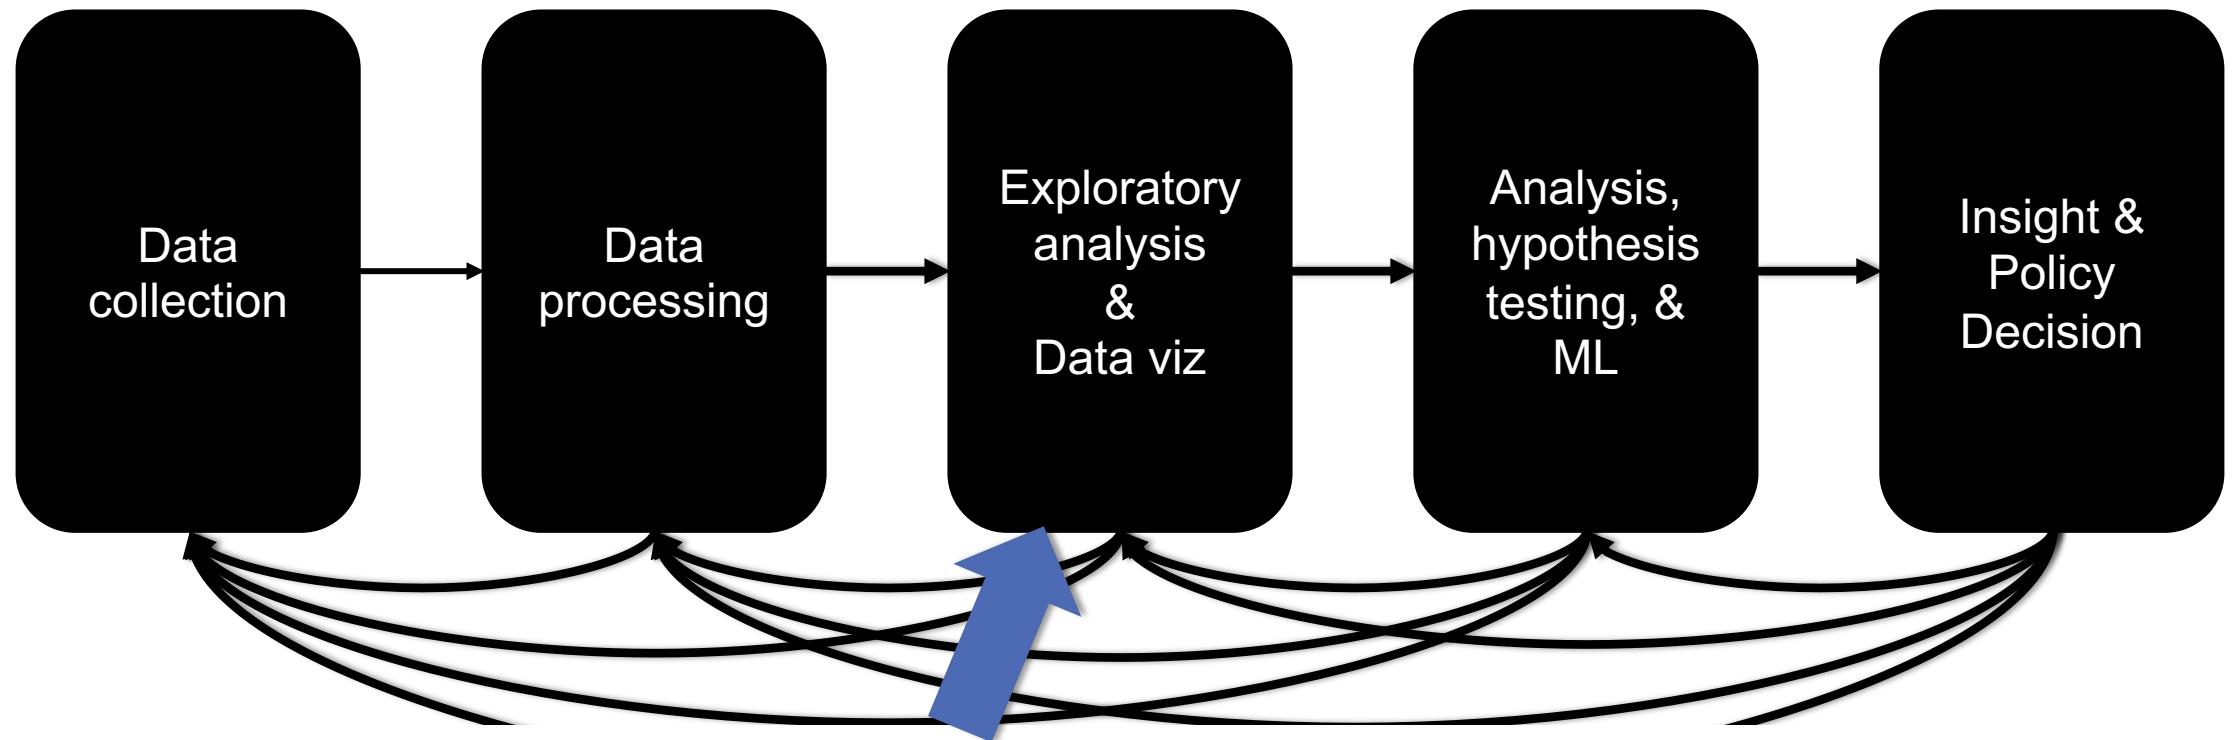 Data
collection
Data
processing
Exploratory
analysis
&
Data viz
Analysis,
hypothesis
testing, &
ML
Insight &
Policy
Decision